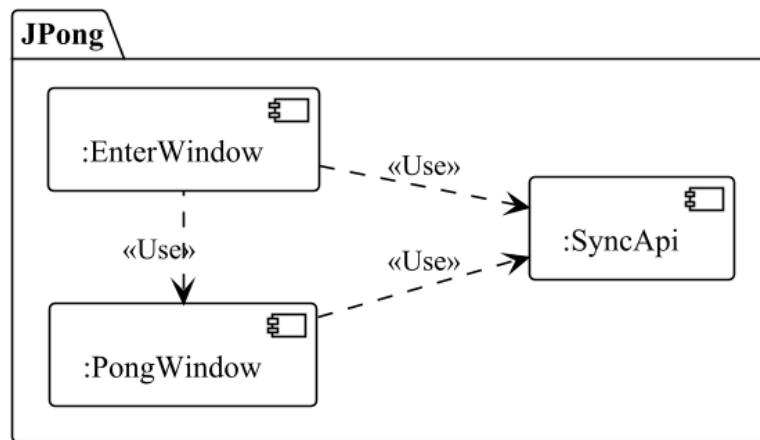 JPong
:EnterWindow
«Use»
:SyncApi
«Use»
«Use»
:PongWindow